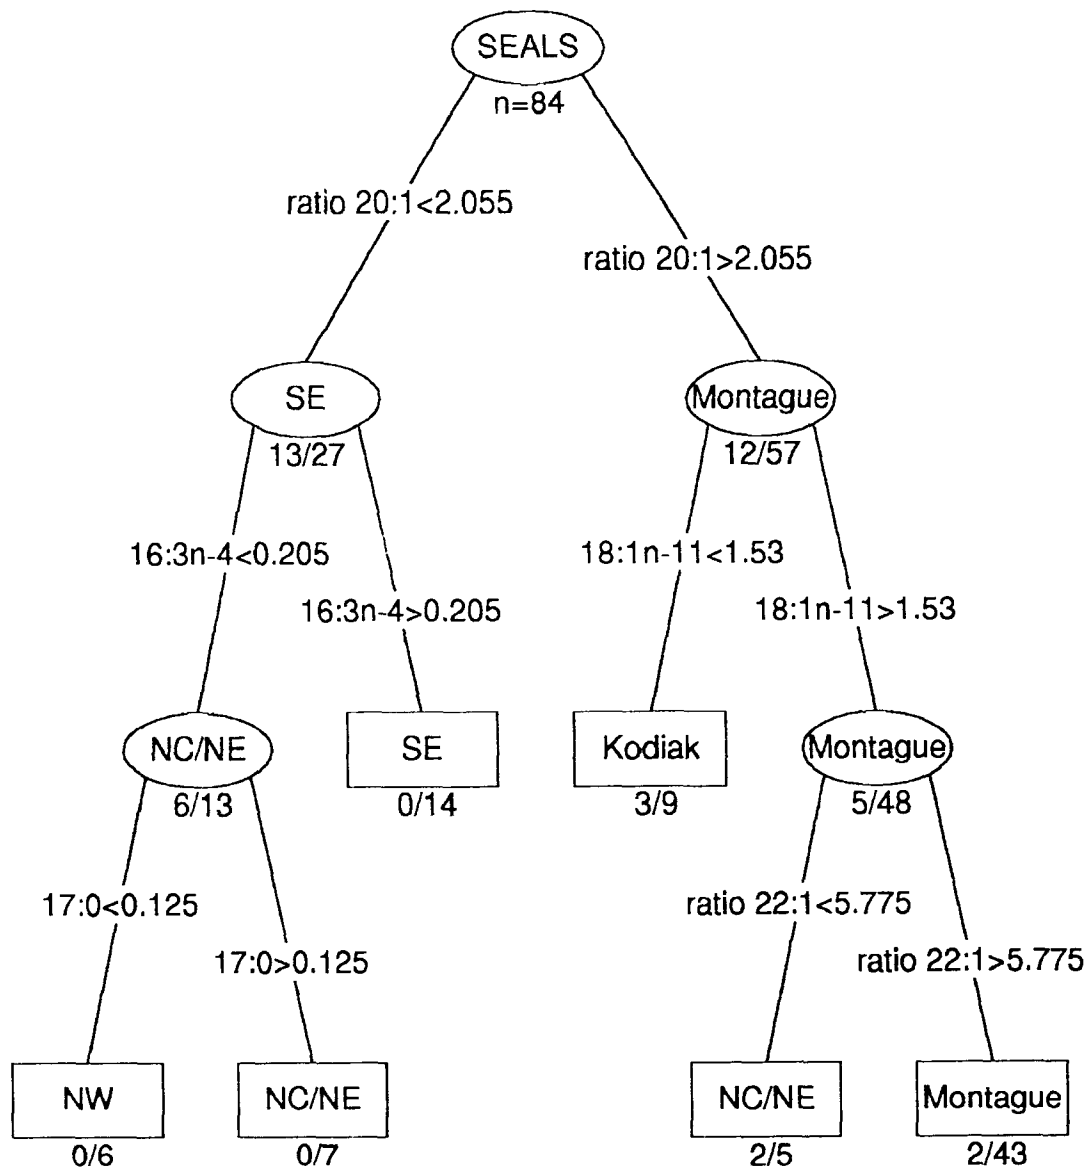 SEALS
n=84
ratio 20:1<2.055
ratio 20:1>2.055
SE
13/27
Montague
12/57
16:3n-4<0.205
16:3n-4>0.205
18:1n-11<1.53
18:1n-11>1.53
NC/NE
6/13
SE
0/14
Kodiak
3/9
Montague
5/48
17:0<0.125
17:0>0.125
ratio 22:1<5.775
ratio 22:1>5.775
NW
0/6
NC/NE
0/7
NC/NE
2/5
Montague
2/43